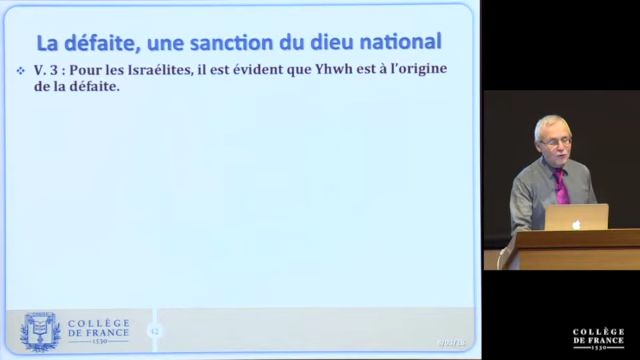 La défaite, une sanction du dieu national
V. 3 : Pour les Israélites, il est évident que Yhwh est à l'origine
de la défaite.
COLLÈGE
DE FRANCE
1530
42
COLLÈGE
DE FRANCE
1530